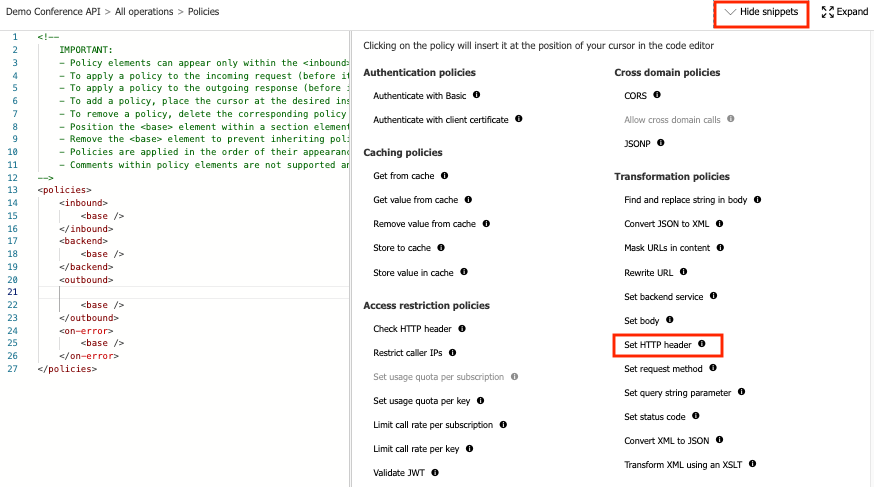 Demo Conference API > All operations > Policies
Hide snippets
Expand
1 <!--
2 IMPORTANT:
3 - Policy elements can appear only within the <inbound>
4 - To apply a policy to the incoming request (before it
5 - To apply a policy to the outgoing response (before i
6 - To add a policy, place the cursor at the desired ins
7 - To remove a policy, delete the corresponding policy
8 - Position the <base> element within a section element
9 - Remove the <base> element to prevent inheriting poli
10 - Policies are applied in the order of their appearanc
11 - Comments within policy elements are not supported an
12 -->
13 <policies>
14 <inbound>
15 <base />
16 </inbound>
17 <backend>
18 <base />
19 </backend>
20 <outbound>
21
22 <base />
23 </outbound>
24 <on-error>
25 <base />
26 </on-error>
27 </policies>
Clicking on the policy will insert it at the position of your cursor in the code editor
Authentication policies
Authenticate with Basic
Authenticate with client certificate
Caching policies
Get from cache
Get value from cache
Remove value from cache
Store to cache
Store value in cache
Access restriction policies
Check HTTP header
Restrict caller IPs
Set usage quota per subscription
Set usage quota per key
Limit call rate per subscription
Limit call rate per key
Validate JWT
Cross domain policies
CORS
Allow cross domain calls
JSONP
Transformation policies
Find and replace string in body
Convert JSON to XML
Mask URLs in content
Rewrite URL
Set backend service
Set body
Set HTTP header
Set request method
Set query string parameter
Set status code
Convert XML to JSON
Transform XML using an XSLT